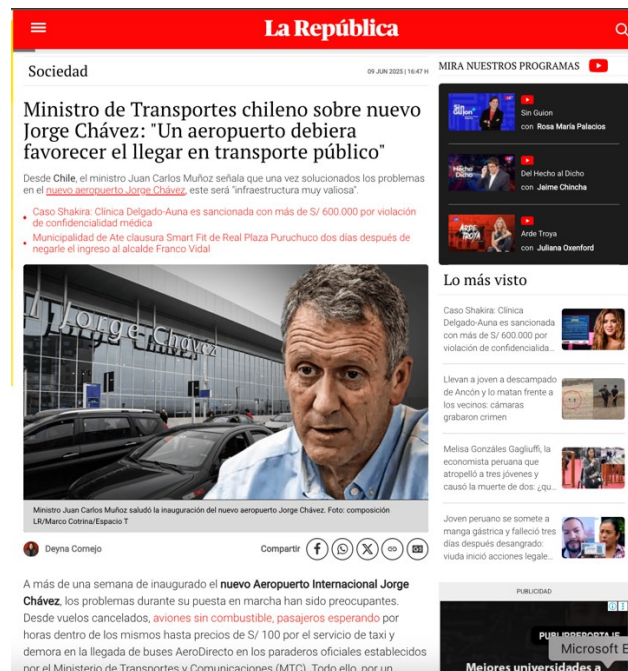 La República
Sociedad
09 JUN 2025 | 16:47 H
Ministro de Transportes chileno sobre nuevo
Jorge Chávez: "Un aeropuerto debiera
favorecer el llegar en transporte público"
Desde Chile, el ministro Juan Carlos Muñoz señala que una vez solucionados los problemas
en el nuevo aeropuerto Jorge Chávez, este será "infraestructura muy valiosa".
Caso Shakira: Clínica Delgado-Auna es sancionada con más de S/ 600.000 por violación
de confidencialidad médica
Municipalidad de Ate clausura Smart Fit de Real Plaza Puruchuco dos días después de
negarle el ingreso al alcalde Franco Vidal
Jorge Chávez
Ministro Juan Carlos Muñoz saludó la inauguración del nuevo aeropuerto Jorge Chávez. Foto: composición
LR/Marco Cotrina/Espacio T
Deyna Cornejo
Compartir
A más de una semana de inaugurado el nuevo Aeropuerto Internacional Jorge
Chávez, los problemas durante su puesta en marcha han sido preocupantes.
Desde vuelos cancelados, aviones sin combustible, pasajeros esperando por
horas dentro de los mismos hasta precios de S/ 100 por el servicio de taxi y
demora en la llegada de buses AeroDirecto en los paraderos oficiales establecidos
por el Ministerio de Transportes y Comunicaciones (MTC). Todo ello, por un
MIRA NUESTROS PROGRAMAS
Sin Guion
Sin Guion
con Rosa María Palacios
Hecho
Dicho
Del Hecho al Dicho
con Jaime Chincha
ARDE
TROYA
Arde Troya
con Juliana Oxenford
Lo más visto
Caso Shakira: Clínica
Delgado-Auna es sancionada
con más de S/ 600.000 por
violación de confidencialida...
Llevan a joven a descampado
de Ancón y lo matan frente a
los vecinos: cámaras
grabaron crimen
Melisa Gonzáles Gagliuffi, la
economista peruana que
atropelló a tres jóvenes y
causó la muerte de dos: ¿qu...
Joven peruano se somete a
manga gástrica y falleció tres
días después desangrado:
viuda inició acciones legale...
PUBLICIDAD
PUBLIRREPORTAJE
Microsoft E
Mejores universidades a